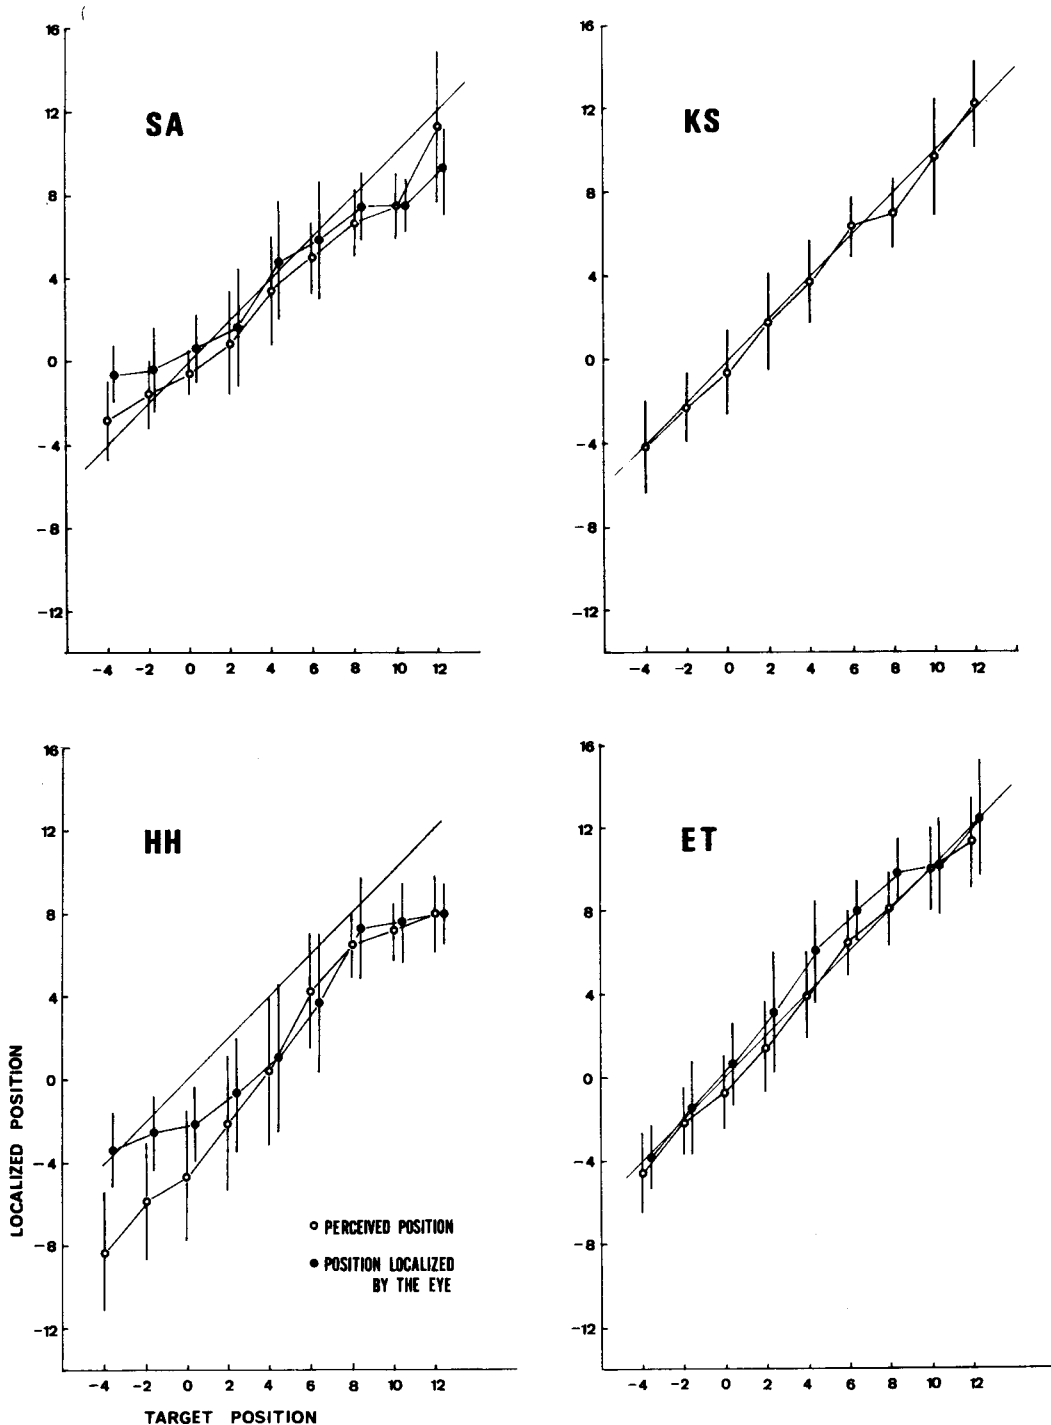 SA
16
12
8
4
0
−4
−8
−12
−4 −2 0 2 4 6 8 10 12
KS
16
12
8
4
0
−4
−8
−12
−4 −2 0 2 4 6 8 10 12
HH
16
12
8
4
0
−4
−8
−12
−4 −2 0 2 4 6 8 10 12
LOCALIZED POSITION
PERCEIVED POSITION
POSITION LOCALIZED
BY THE EYE
TARGET POSITION
ET
16
12
8
4
0
−4
−8
−12
−4 −2 0 2 4 6 8 10 12